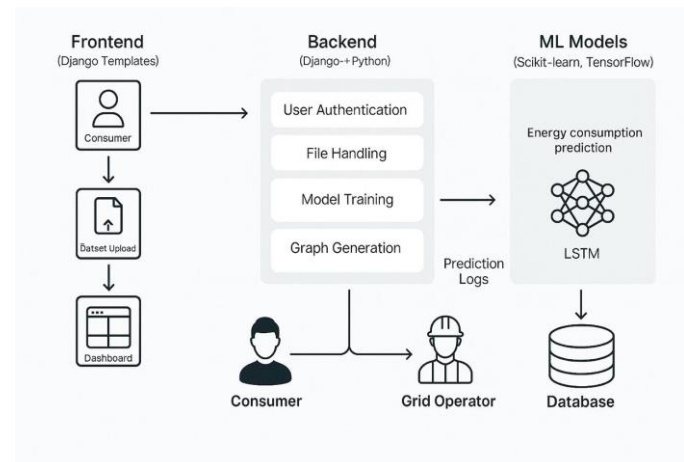 Frontend
(Django Templates)
Consumer
Datset Upload
Dashboard
Backend
(Django-+Python)
User Authentication
File Handling
Model Training
Graph Generation
ML Models
(Scikit-learn, TensorFlow)
Energy consumption
prediction
LSTM
Prediction
Logs
Consumer
Grid Operator
Database